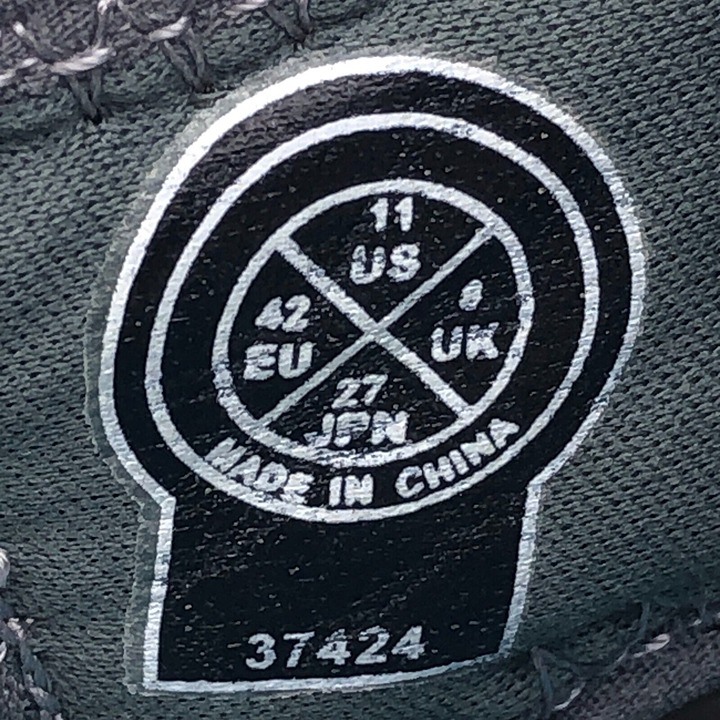 11
US
42
EU
UK
27
JPN
MADE IN CHINA
37424